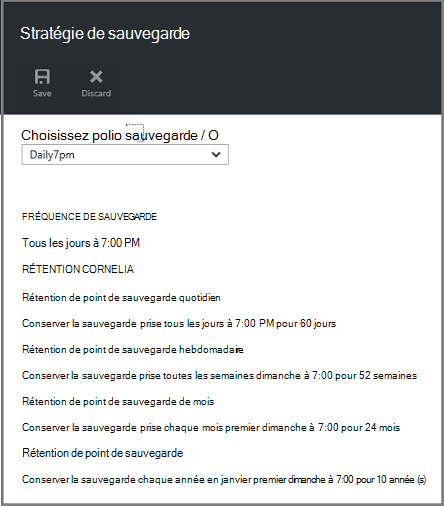 Stratégie de sauvegarde
Save Discard
Choisissez polio sauvegarde / O
Daily7pm
FRÉQUENCE DE SAUVEGARDE
Tous les jours à 7:00 PM
RÉTENTION CORNELIA
Rétention de point de sauvegarde quotidien
Conserver la sauvegarde prise tous les jours à 7:00 PM pour 60 jours
Rétention de point de sauvegarde hebdomadaire
Conserver la sauvegarde prise toutes les semaines dimanche à 7:00 pour 52 semaines
Rétention de point de sauvegarde de mois
Conserver la sauvegarde prise chaque mois premier dimanche à 7:00 pour 24 mois
Rétention de point de sauvegarde
Conserver la sauvegarde chaque année en janvier premier dimanche à 7:00 pour 10 année (s)